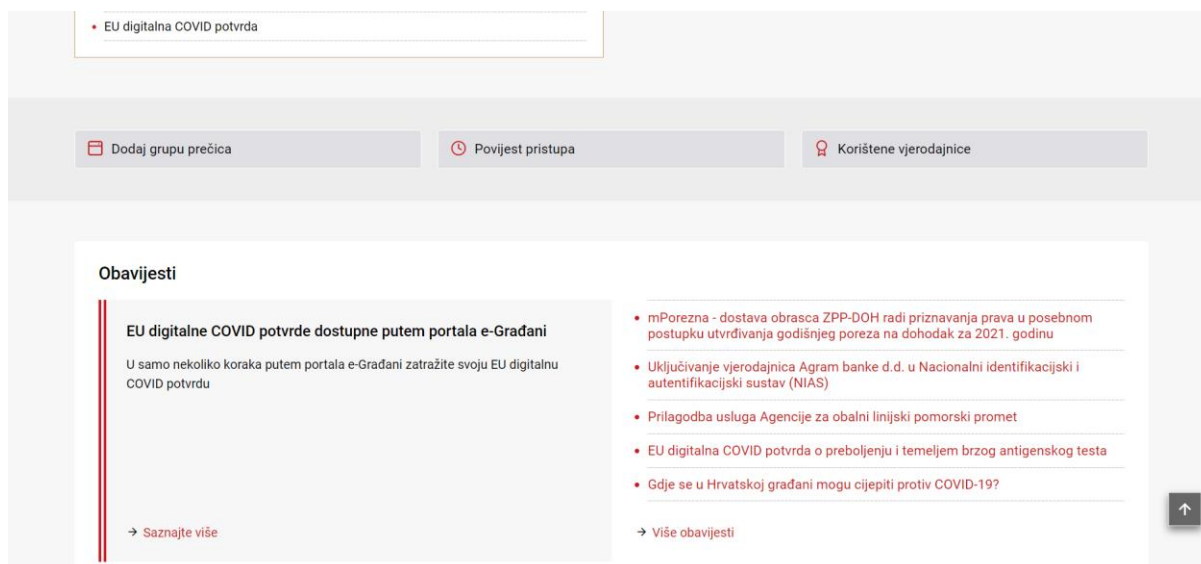 EU digitalna COVID potvrda
Dodaj grupu prečica
Povijest pristupa
Korištene vjerodajnice
Obavijesti
EU digitalne COVID potvrde dostupne putem portala e-Građani
U samo nekoliko koraka putem portala e-Građani zatražite svoju EU digitalnu
COVID potvrdu
→ Saznajte više
mPorezna - dostava obrasca ZPP-DOH radi priznavanja prava u posebnom
postupku utvrđivanja godišnjeg poreza na dohodak za 2021. godinu
Uključivanje vjerodajnica Agram banke d.d. u Nacionalni identifikacijski i
autentifikacijski sustav (NIAS)
Prilagodba usluga Agencije za obalni linijski pomorski promet
EU digitalna COVID potvrda o preboljenju i temeljem brzog antigenskog testa
Gdje se u Hrvatskoj građani mogu cijepiti protiv COVID-19?
→ Više obavijesti